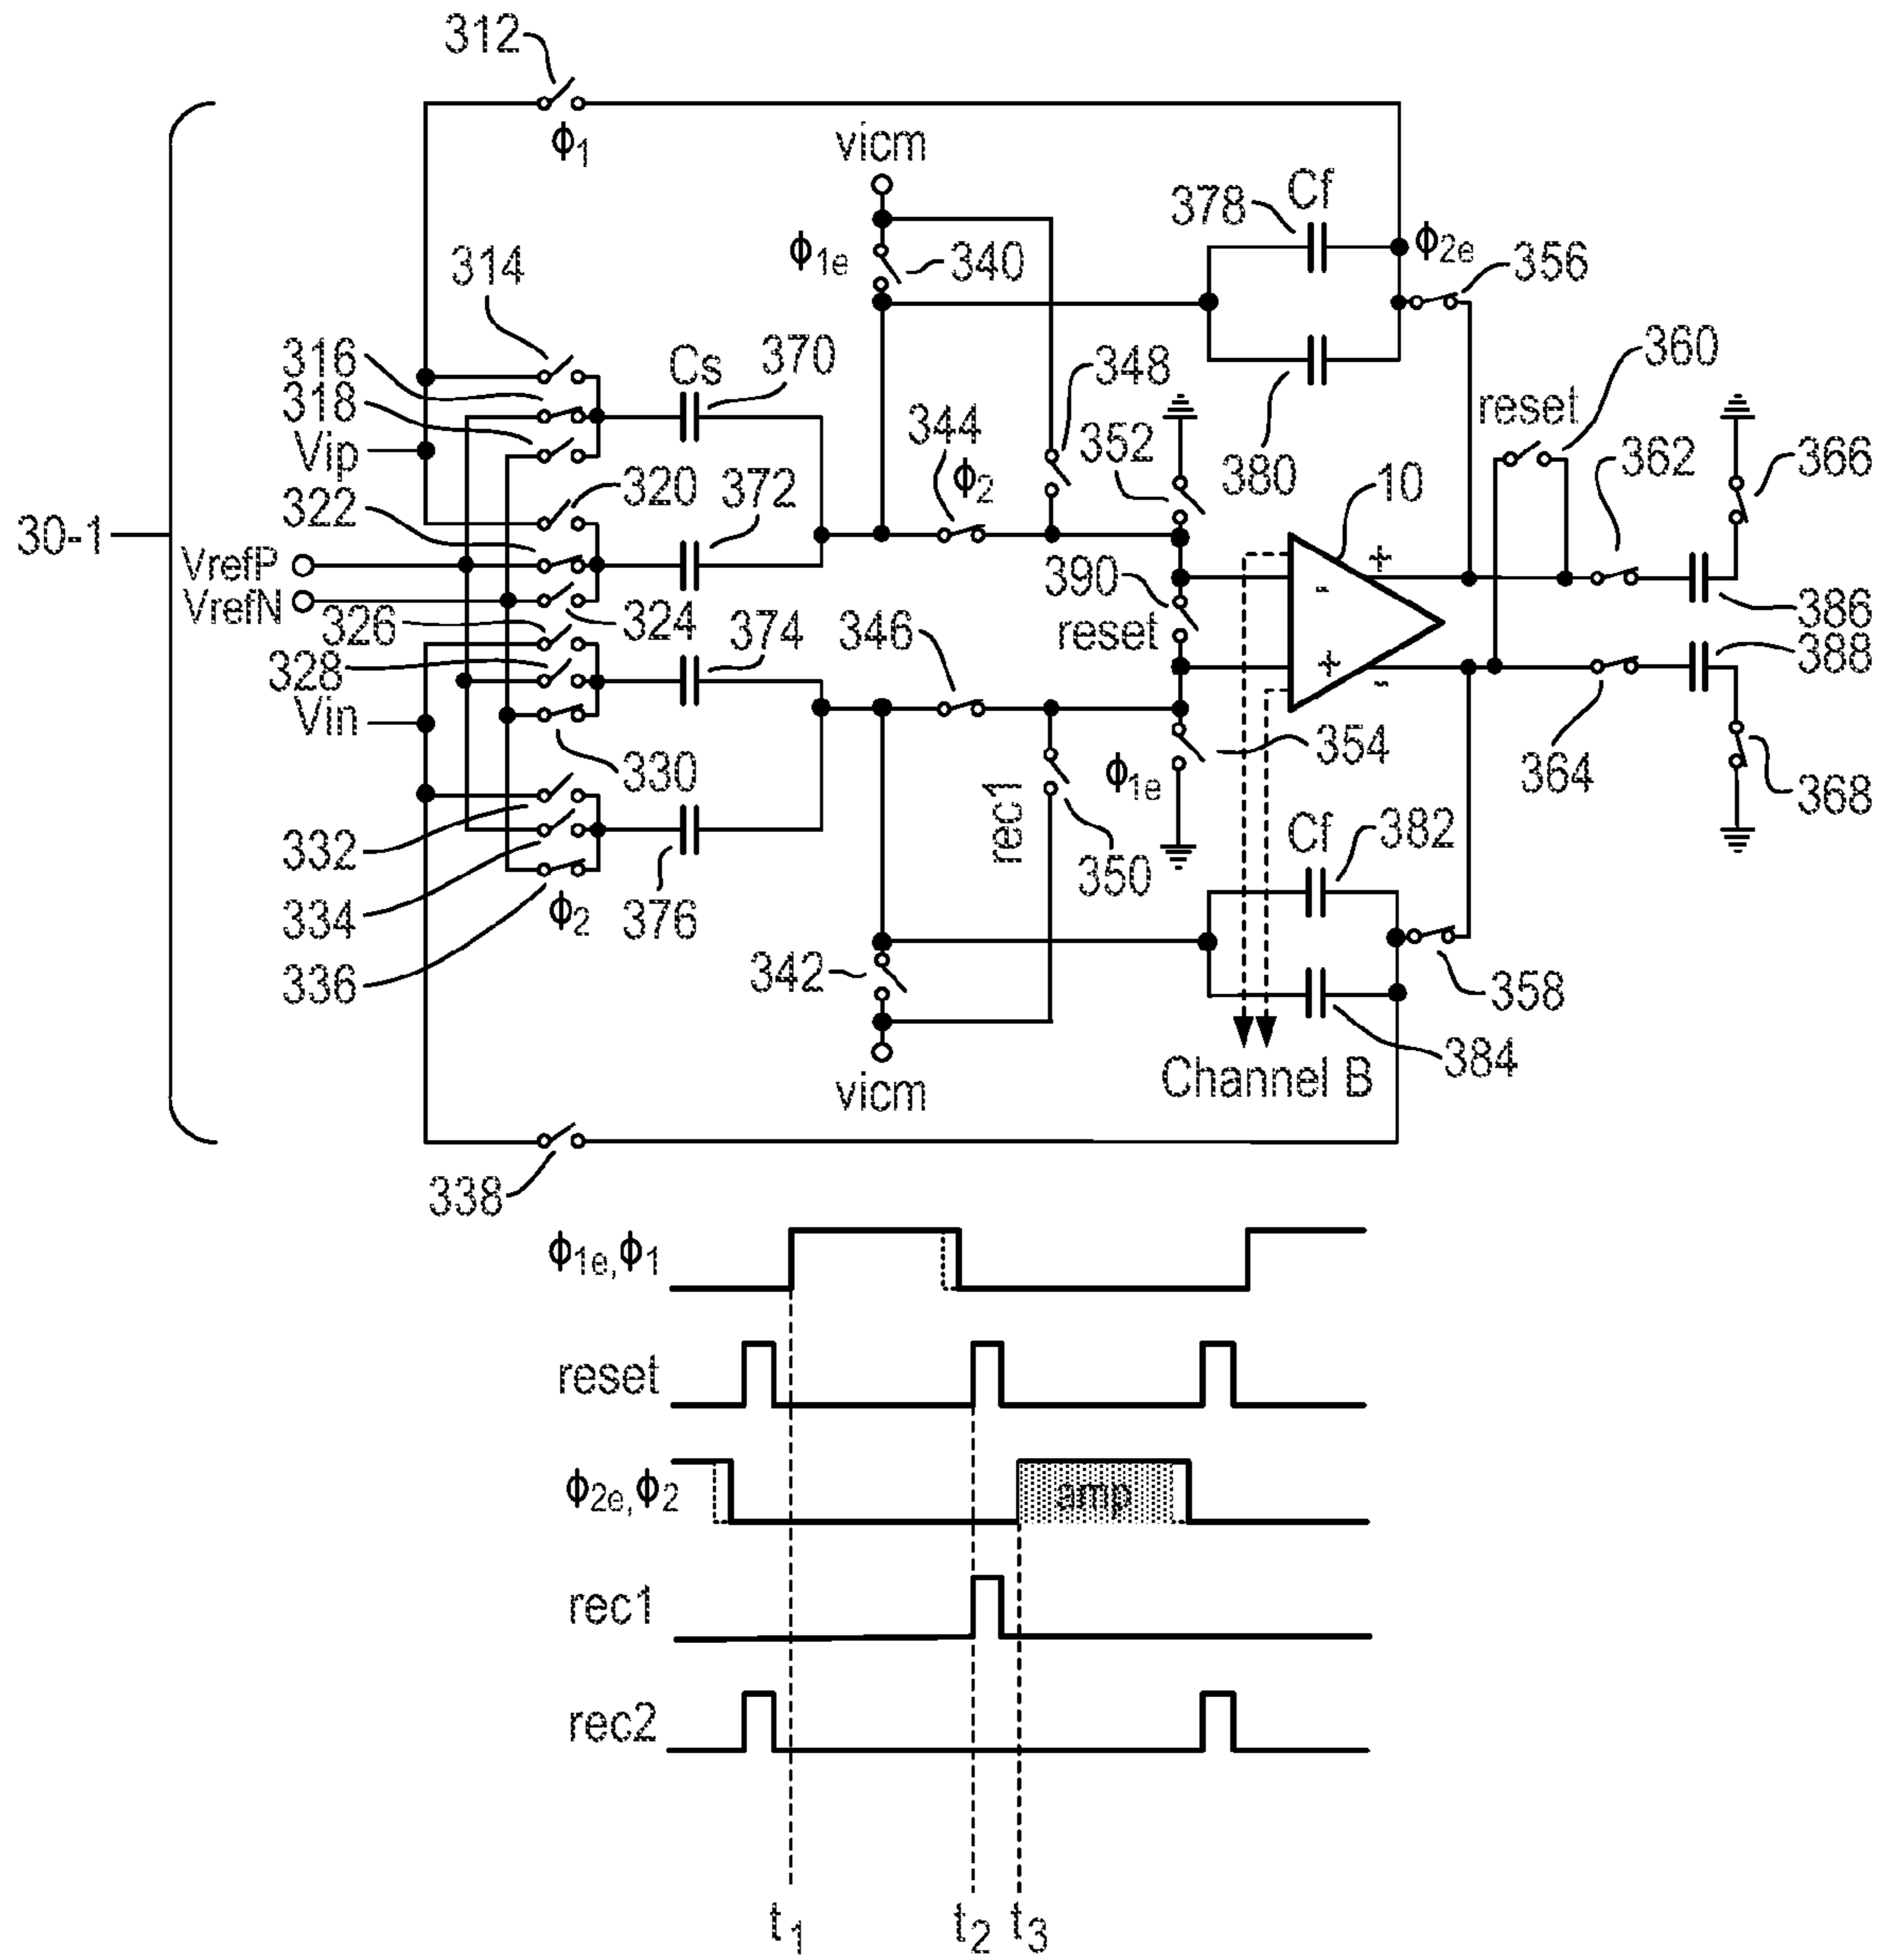 312
ϕ1
vicm
378
Cf
ϕ2e
356
ϕ1e
340
314
316
318
Cs
370
348
360
reset
344
352
362
366
Vip
ϕ2
380
10
320
322
372
30-1
VrefP
VrefN
390
+
-
386
326
324
374
346
reset
388
328
+
-
Vin
330
ϕ1e
354
364
368
rec1
332
Cf
382
350
334
ϕ2
376
336
342
358
384
vicm
Channel B
338
ϕ1e, ϕ1
reset
ϕ2e, ϕ2
amp
rec1
rec2
t1
t2
t3